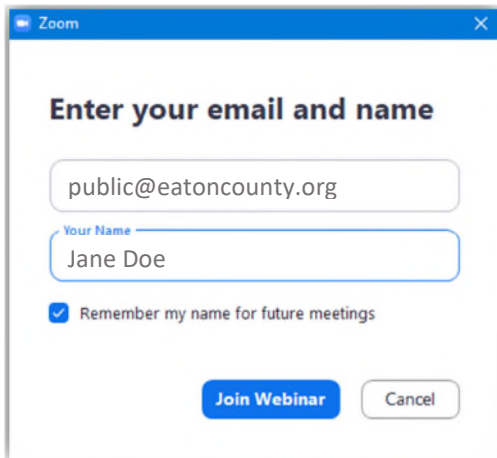 Zoom
Enter your email and name
public@eatoncounty.org
Your Name
Jane Doe
Remember my name for future meetings
Join Webinar
Cancel